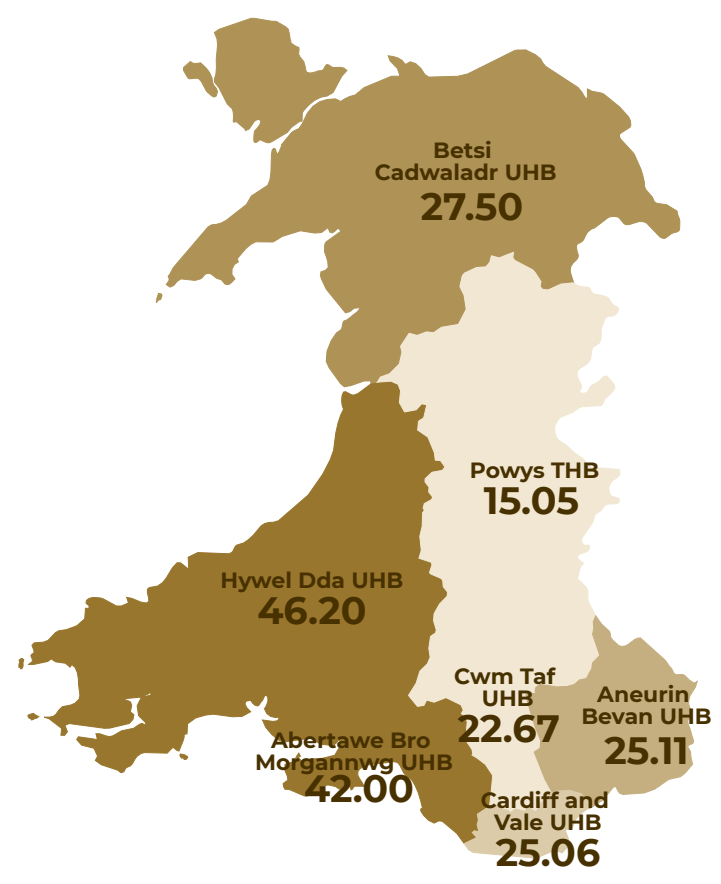 Betsi
Cadwaladr UHB
27.50
Powys THB
15.05
Hywel Dda UHB
46.20
Cwm Taf
UHB
22.67
Aneurin
Bevan UHB
25.11
Abertawe Bro
Morgannwg UHB
42.00
Cardiff and
Vale UHB
25.06